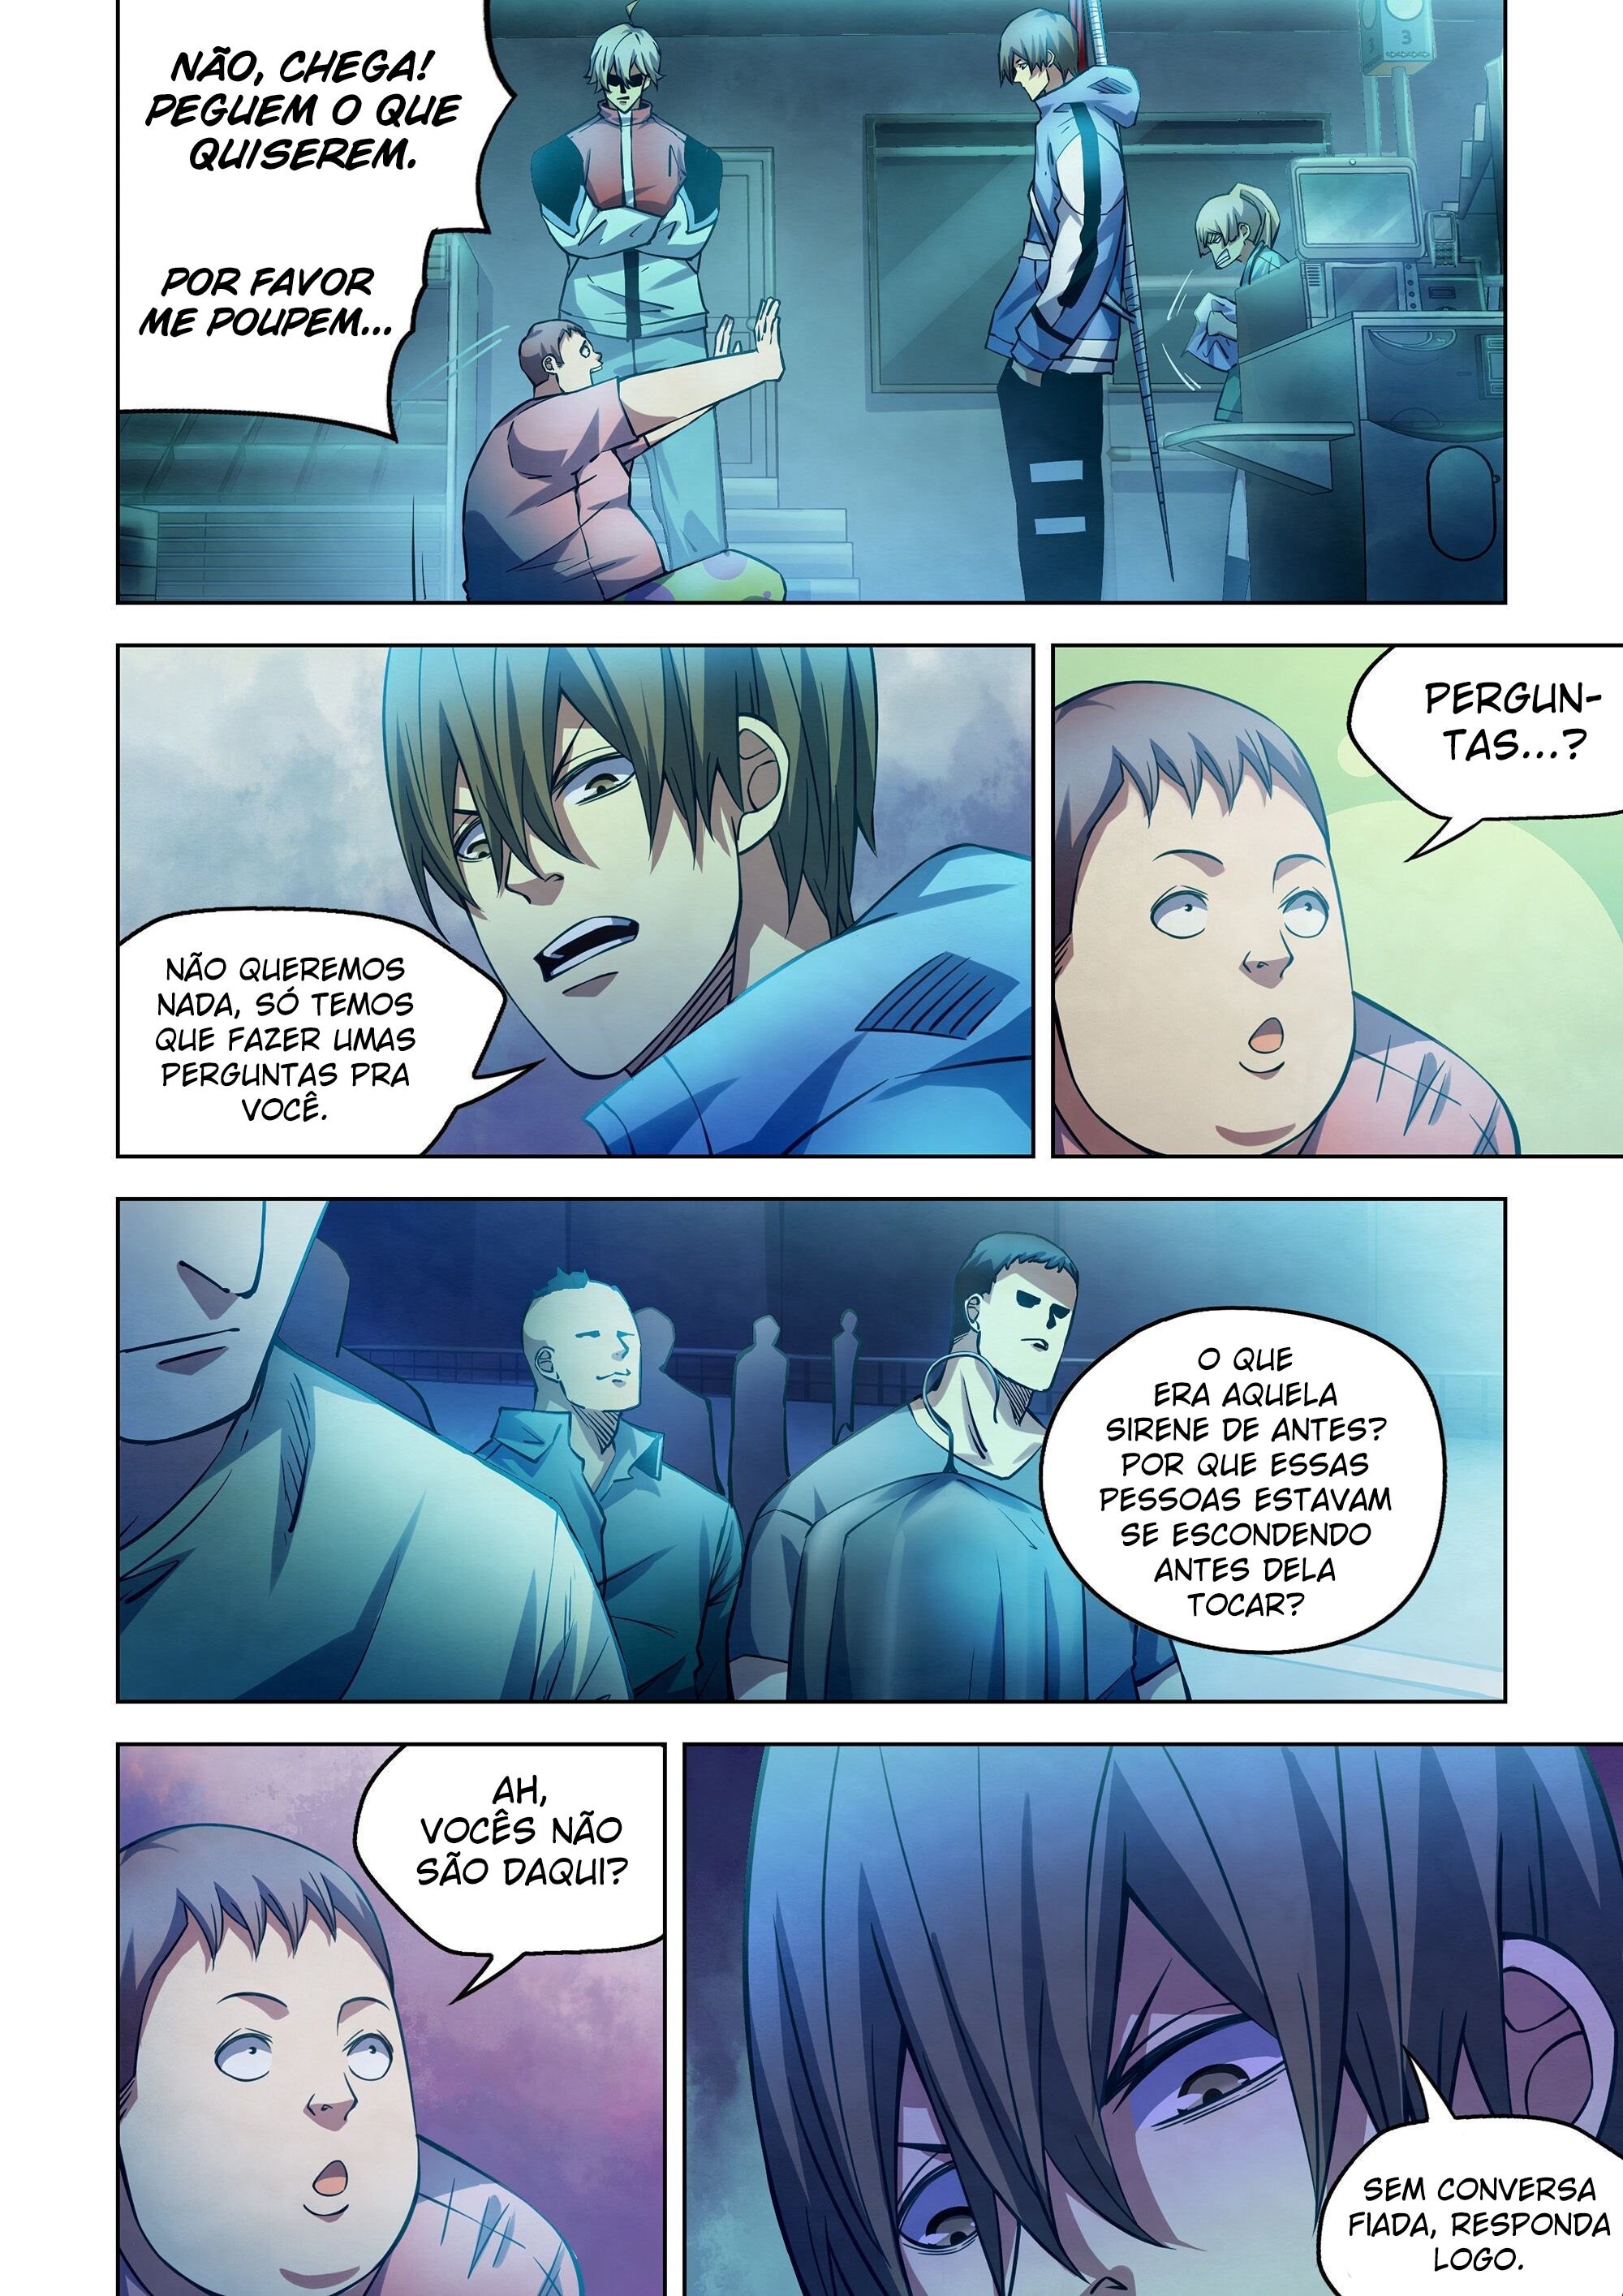 NÃO, CHEGA!
PEGUEM O QUE
QUISEREM.
POR FAVOR
ME POUPEM...
3
NÃO QUEREMOS
NADA, SÓ TEMOS
QUE FAZER UMAS
PERGUNTAS PRA
VOCÊ.
PERGUN-
TAS...?
O QUE
ERA AQUELA
SIRENE DE ANTES?
POR QUE ESSAS
PESSOAS ESTAVAM
SE ESCONDENDO
ANTES DELA
TOCAR?
AH,
VOCÊS NÃO
SÃO DAQUI?
SEM CONVERSA
FIADA, RESPONDA
LOGO.